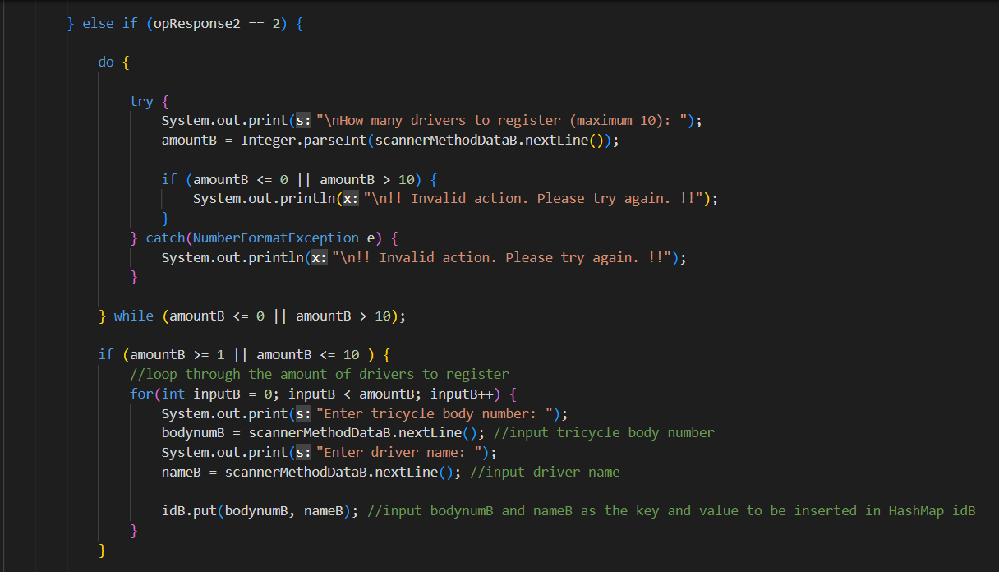 } else if (opResponse2 == 2) {
do {
try {
System.out.print(s: "\nHow many drivers to register (maximum 10): ");
amountB = Integer.parseInt(scannerMethodDataB.nextLine());
if (amountB <= 0 || amountB > 10) {
System.out.println(x: "\n!! Invalid action. Please try again. !!");
}
} catch(NumberFormatException e) {
System.out.println(x: "\n!! Invalid action. Please try again. !!");
}
} while (amountB <= 0 || amountB > 10);
if (amountB >= 1 || amountB <= 10 ) {
//loop through the amount of drivers to register
for(int inputB = 0; inputB < amountB; inputB++) {
System.out.print(s: "Enter tricycle body number: ");
bodynumB = scannerMethodDataB.nextLine(); //input tricycle body number
System.out.print(s: "Enter driver name: ");
nameB = scannerMethodDataB.nextLine(); //input driver name
idB.put(bodynumB, nameB); //input bodynumB and nameB as the key and value to be inserted in HashMap idB
}
}